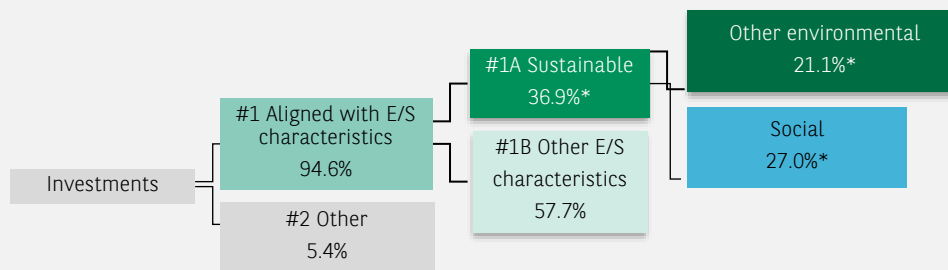 Investments
#1 Aligned with E/S
characteristics
94.6%
#2 Other
5.4%
#1A Sustainable
36.9%*
#1B Other E/S
characteristics
57.7%
Other environmental
21.1%*
Social
27.0%*